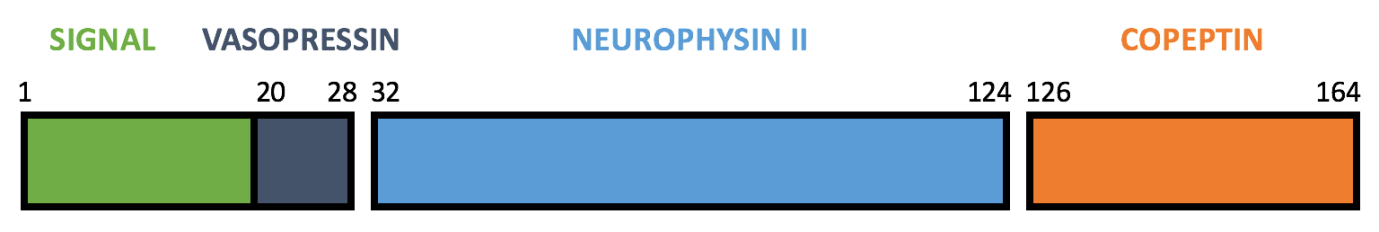 SIGNAL VASOPRESSIN NEUROPHYSIN II COPEPTIN
1 20 28 32 124 126 164